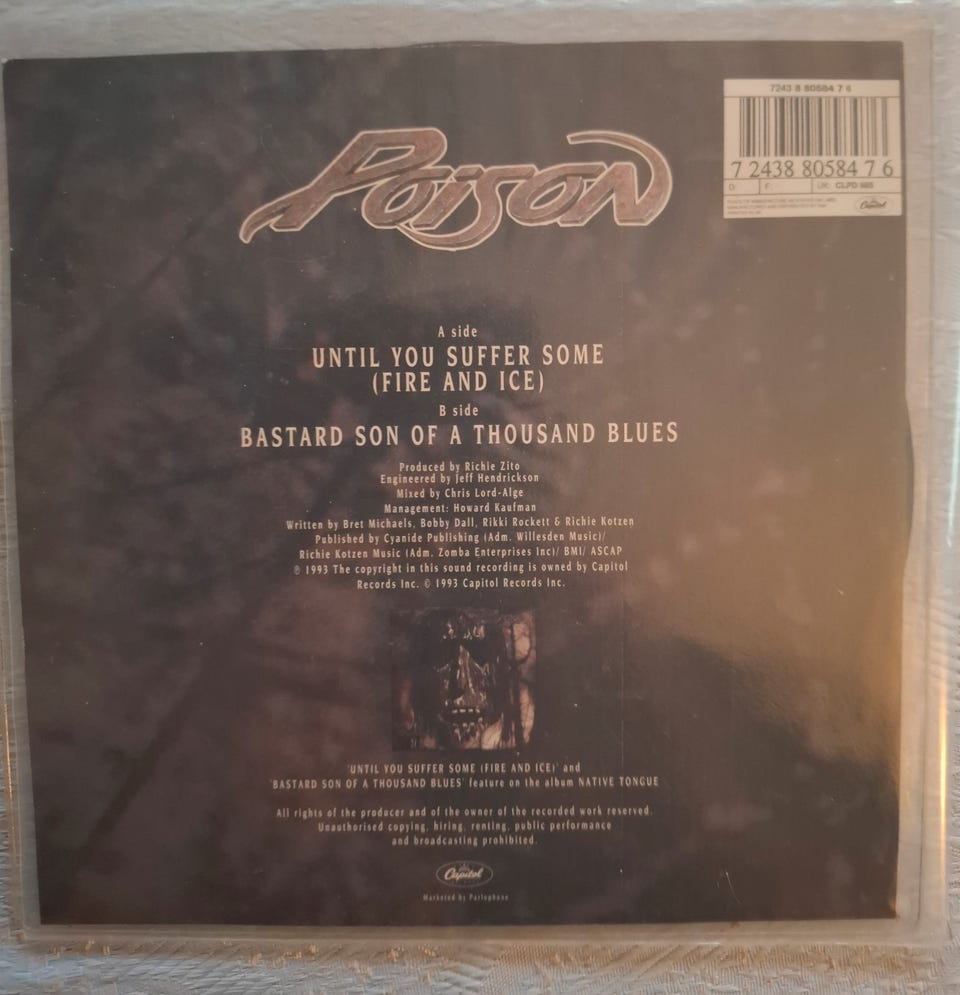 7243 8 80584 7 6
7 2438 80584 7 6
D: F: UK: CLPD 685
Capitol
POISON
A side
UNTIL YOU SUFFER SOME
(FIRE AND ICE)
B side
BASTARD SON OF A THOUSAND BLUES
Produced by Richie Zito
Engineered by Jeff Hendrickson
Mixed by Chris Lord-Alge
Management: Howard Kaufman
Written by Bret Michaels, Bobby Dall, Rikki Rockett & Richie Kotzen
Published by Cyanide Publishing (Adm. Willesden Music)/
Richie Kotzen Music (Adm. Zomba Enterprises Inc)/ BMI/ ASCAP
℗ 1993 The copyright in this sound recording is owned by Capitol
Records Inc. © 1993 Capitol Records Inc.
'UNTIL YOU SUFFER SOME (FIRE AND ICE)' and
'BASTARD SON OF A THOUSAND BLUES' feature on the album NATIVE TONGUE
All rights of the producer and of the owner of the recorded work reserved.
Unauthorised copying, hiring, renting, public performance
and broadcasting prohibited.
Capitol
Marketed by Parlophone